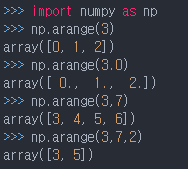 >>> import numpy as np
>>> np.arange(3)
array([0, 1, 2])
>>> np.arange(3.0)
array([ 0.,  1.,  2.])
>>> np.arange(3,7)
array([3, 4, 5, 6])
>>> np.arange(3,7,2)
array([3, 5])